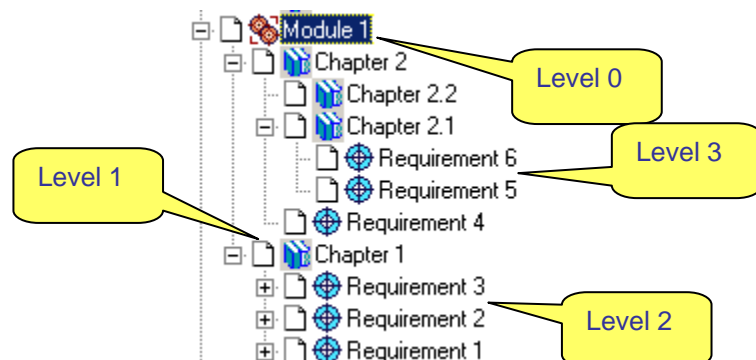 Module 1
Chapter 2
Level 0
Chapter 2.2
Chapter 2.1
Requirement 6
Level 3
Level 1
Requirement 5
Requirement 4
Chapter 1
Requirement 3
Requirement 2
Level 2
Requirement 1